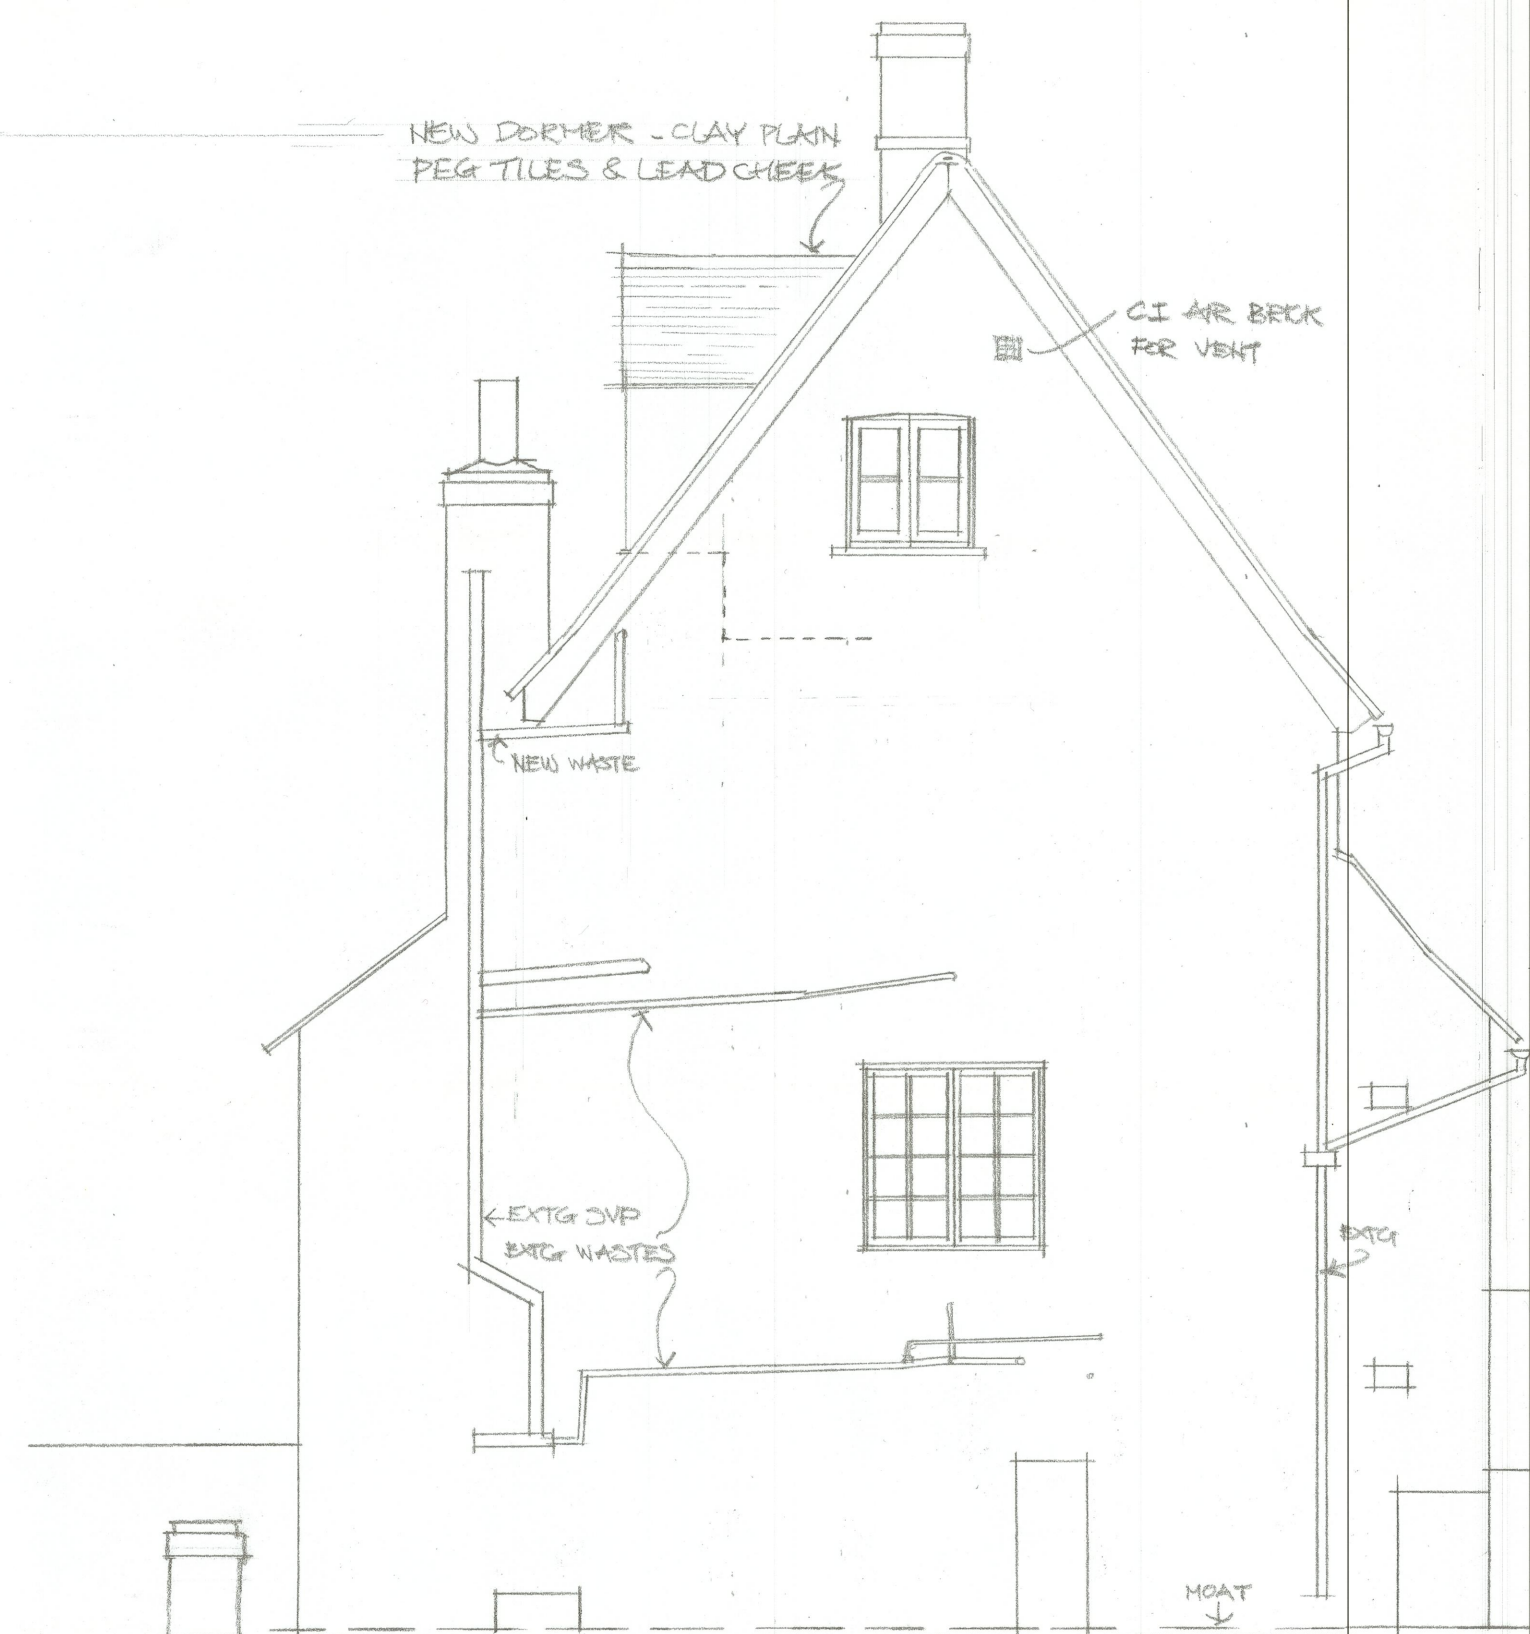 NEW DORMER - CLAY PLAIN
PEG TILES & LEAD CHEEK
CI AIR BRICK
FOR VENT
NEW WASTE
EXTG SVP
EXTG WASTES
EXTG
MOAT